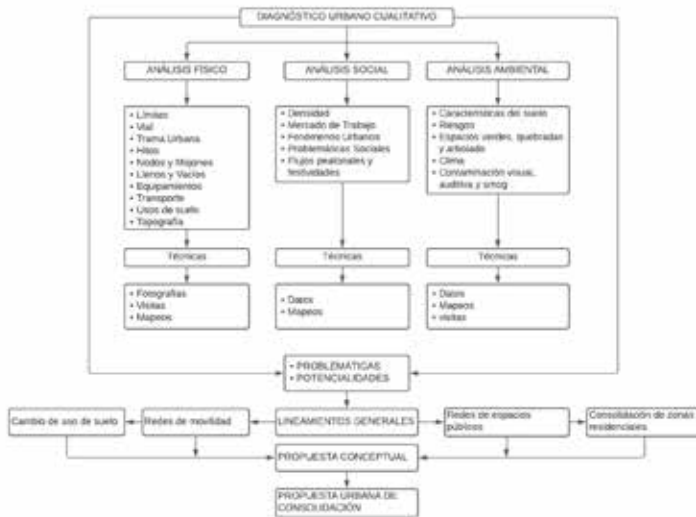 DIAGNÓSTICO URBANO CUALITATIVO
ANÁLISIS FÍSICO
ANÁLISIS SOCIAL
ANÁLISIS AMBIENTAL
• Límites
• Vial
• Trama Urbana
• Hitos
• Nodos y Mojones
• Llenos y Vacíos
• Equipamientos
• Transporte
• Usos de suelo
• Topografía
• Densidad
• Mercado de Trabajo
• Fenómenos Urbanos
• Problemáticas Sociales
• Flujos peatonales y
festividades
• Características del suelo
• Riesgos
• Espacios verdes, quebradas
y arbolado
• Clima
• Contaminación visual,
auditiva y smog
Técnicas
Técnicas
Técnicas
• Fotografías
• Visitas
• Mapeos
• Datos
• Mapeos
• Datos
• Mapeos
• visitas
• PROBLEMÁTICAS
• POTENCIALIDADES
Cambio de uso de suelo
Redes de movilidad
LINEAMIENTOS GENERALES
Redes de espacios
públicos
Consolidación de zonas
residenciales
PROPUESTA CONCEPTUAL
PROPUESTA URBANA DE
CONSOLIDACIÓN